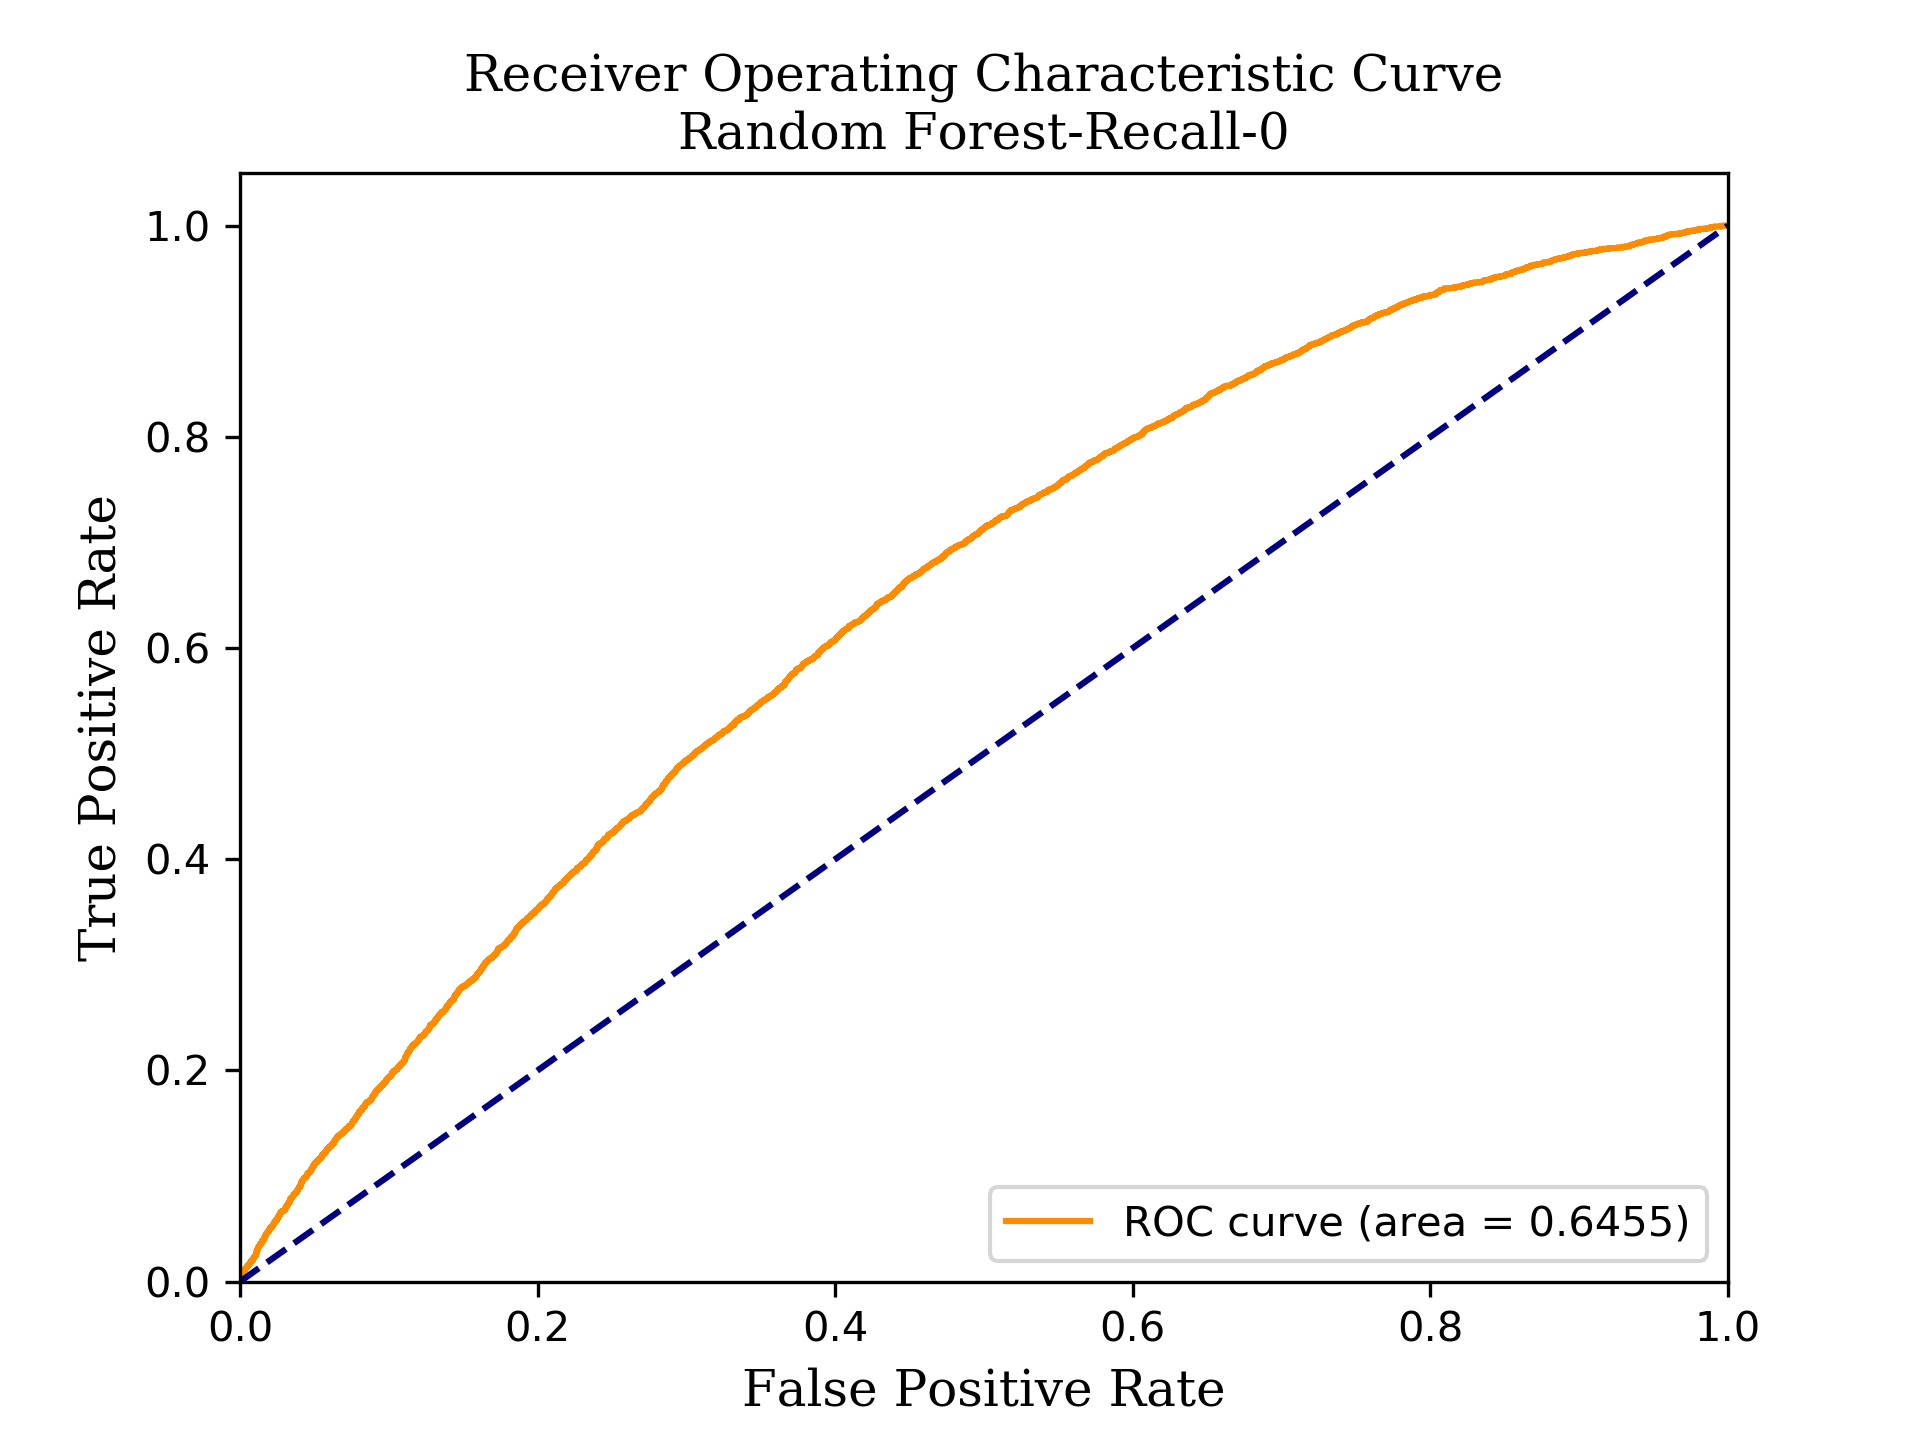 Receiver Operating Characteristic Curve
Random Forest-Recall-0
True Positive Rate
1.0
0.8
0.6
0.4
0.2
0.0
ROC curve (area = 0.6455)
0.0 0.2 0.4 0.6 0.8 1.0
False Positive Rate